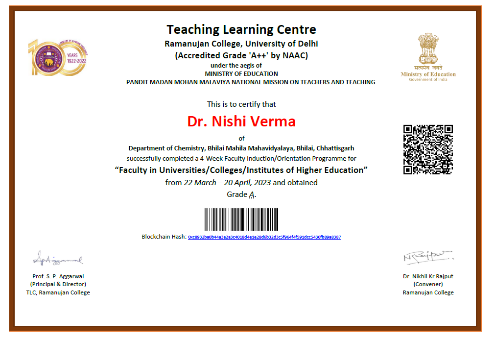 Teaching Learning Centre
Ramanujan College, University of Delhi
(Accredited Grade 'A++' by NAAC)
under the aegis of
MINISTRY OF EDUCATION
PANDIT MADAN MOHAN MALAVIYA NATIONAL MISSION ON TEACHERS AND TEACHING
YEARS
1922-2022
Ministry of Education
Government of India
This is to certify that
Dr. Nishi Verma
of
Department of Chemistry, Bhilai Mahila Mahavidyalaya, Bhilai, Chhattisgarh
successfully completed a 4-Week Faculty Induction/Orientation Programme for
“Faculty in Universities/Colleges/Institutes of Higher Education”
from 22 March - 20 April, 2023 and obtained
Grade A.
Blockchain Hash:
Prof. S. P. Aggarwal
(Principal & Director)
TLC, Ramanujan College
Dr. Nikhil Kr Rajput
(Convener)
Ramanujan College